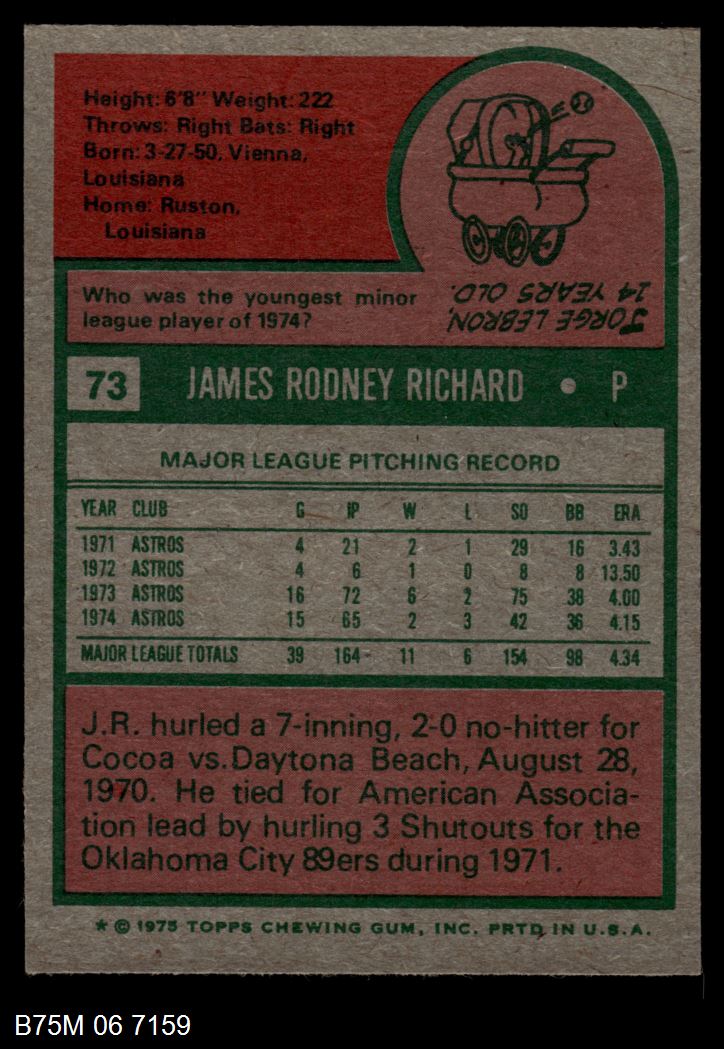 Height: 6'8" Weight: 222
Throws: Right Bats: Right
Born: 3-27-50, Vienna,
Louisiana
Home: Ruston,
Louisiana
Who was the youngest minor
league player of 1974?
JORGE LEBRON,
14 YEARS OLD.
73 JAMES RODNEY RICHARD • P
MAJOR LEAGUE PITCHING RECORD
YEAR CLUB G IP W L SO BB ERA
1971 ASTROS 4 21 2 1 29 16 3.43
1972 ASTROS 4 6 1 0 8 8 13.50
1973 ASTROS 16 72 6 2 75 38 4.00
1974 ASTROS 15 65 2 3 42 36 4.15
MAJOR LEAGUE TOTALS 39 164 11 6 154 98 4.34
J.R. hurled a 7-inning, 2-0 no-hitter for
Cocoa vs. Daytona Beach, August 28,
1970. He tied for American Associa-
tion lead by hurling 3 Shutouts for the
Oklahoma City 89ers during 1971.
* © 1975 TOPPS CHEWING GUM, INC. PRTD. IN U.S.A.
B75M 06 7159